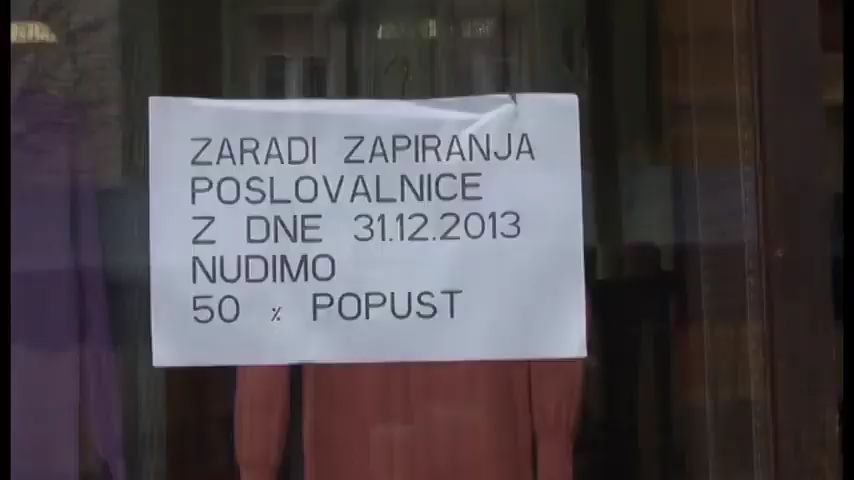 ZARADI ZAPIRANJA
POSLOVALNICE
Z DNE 31.12.2013
NUDIMO
50 % POPUST